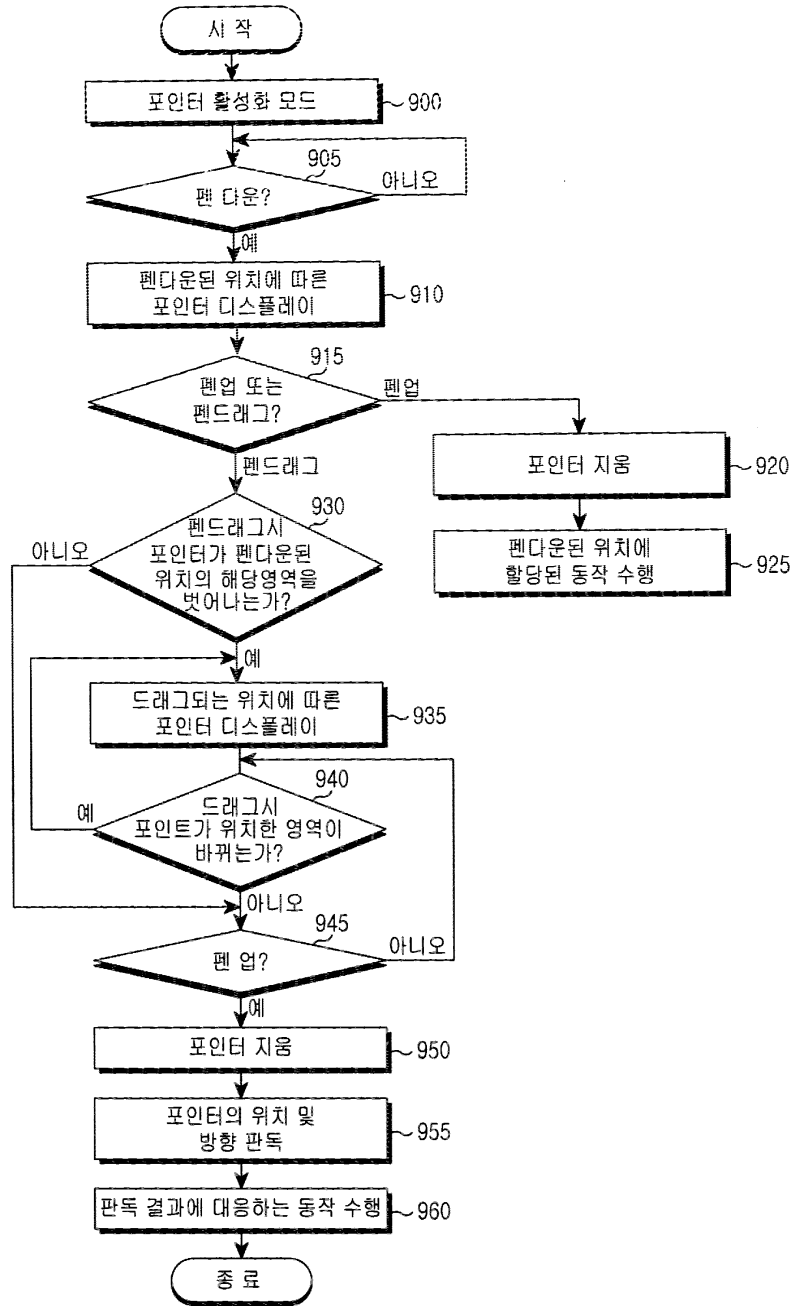 시 작
포인터 활성화 모드
900
905
펜 다운?
아니오
예
펜다운된 위치에 따른
포인터 디스플레이
910
915
펜업 또는
펜드래그?
펜업
포인터 지움
920
펜다운된 위치에
할당된 동작 수행
925
펜드래그
930
펜드래그시
포인터가 펜다운된
위치의 해당영역을
벗어나는가?
아니오
예
드래그되는 위치에 따른
포인터 디스플레이
935
940
드래그시
포인트가 위치한 영역이
바뀌는가?
예
아니오
945
펜 업?
아니오
예
포인터 지움
950
포인터의 위치 및
방향 판독
955
판독 결과에 대응하는 동작 수행
960
종 료